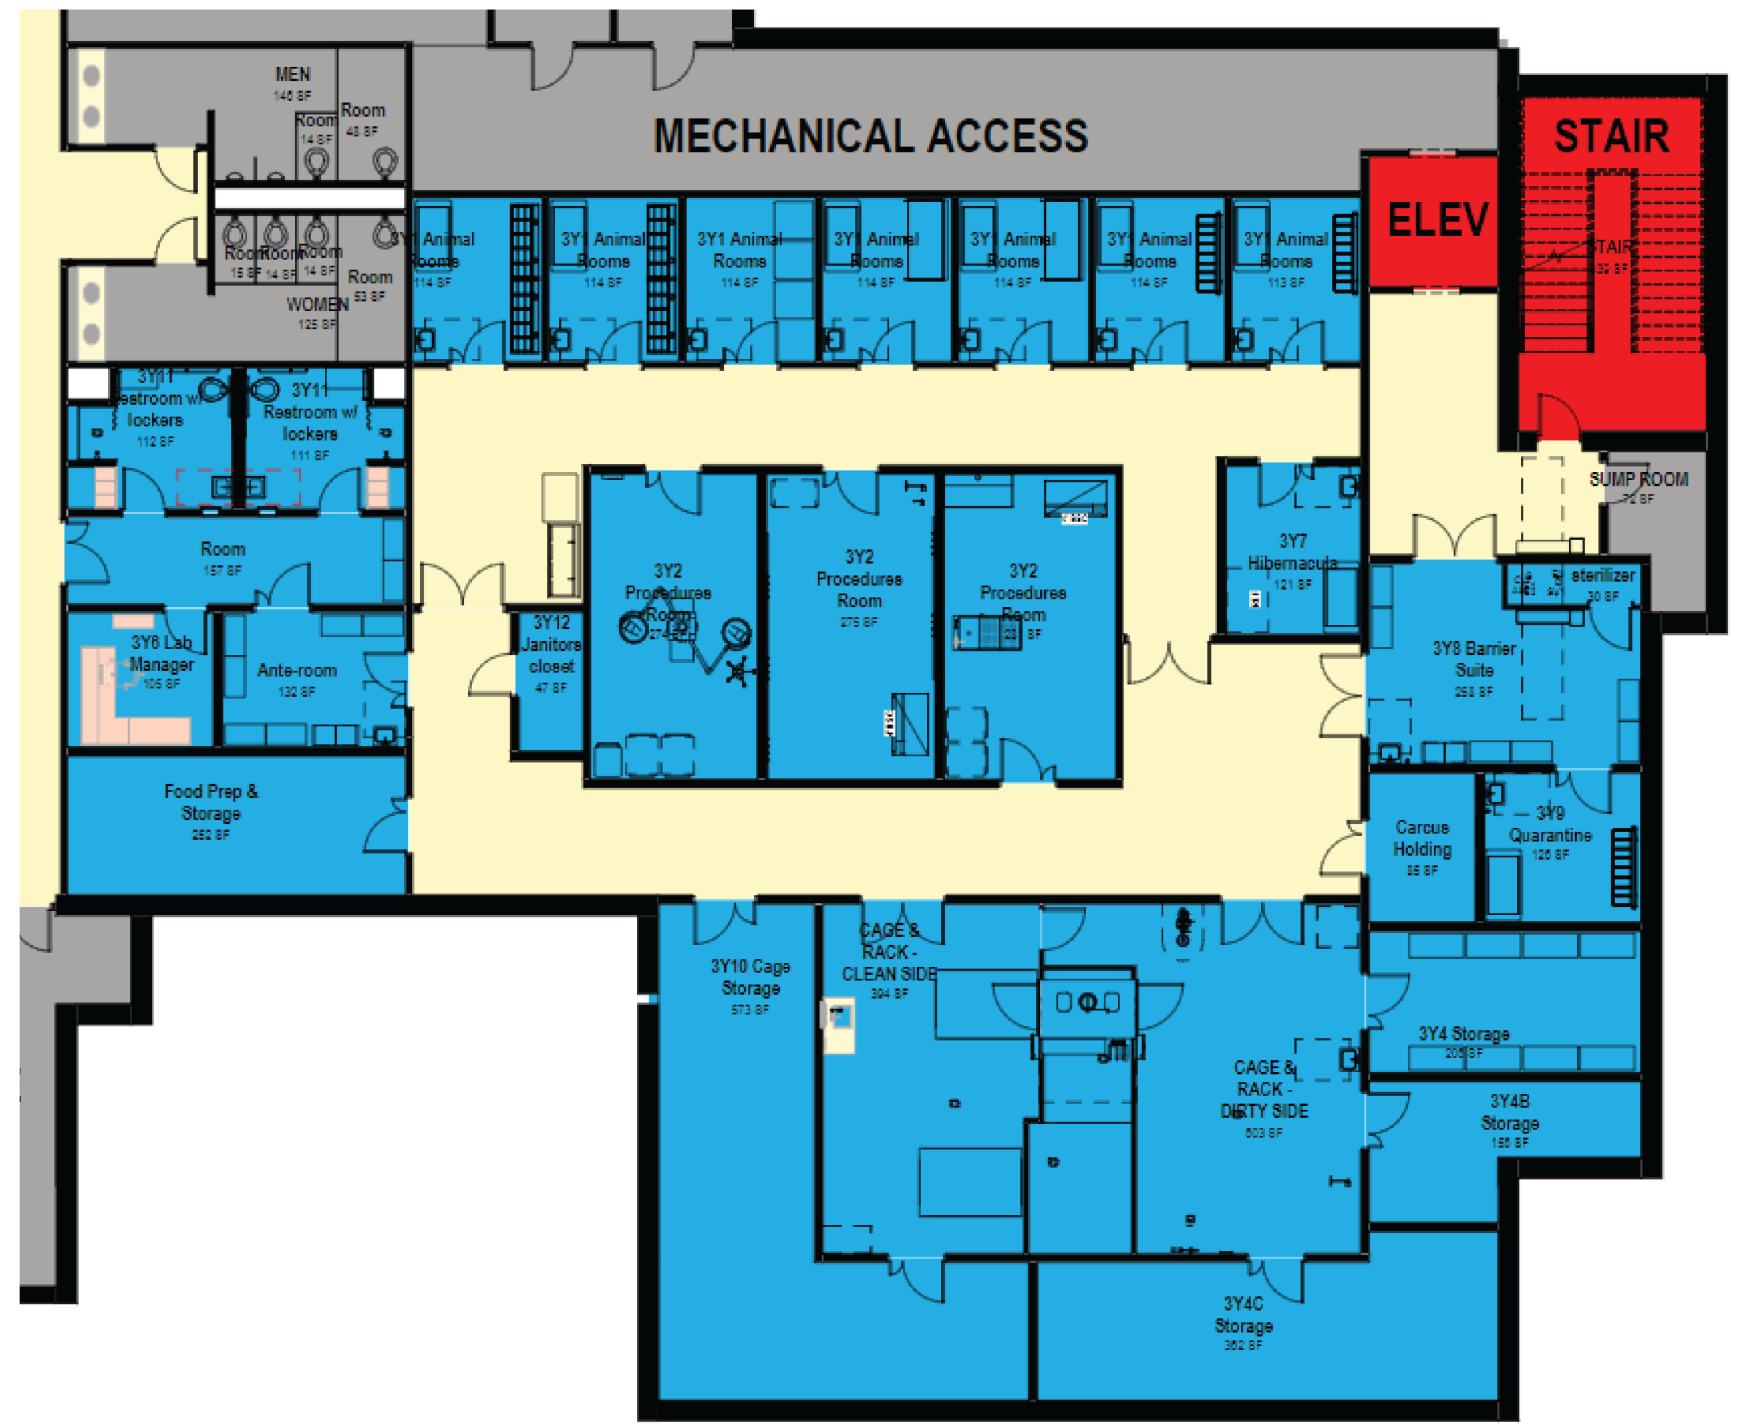 MEN
146 SF
Room
48 SF
Room
14 SF
MECHANICAL ACCESS
STAIR
ELEV
STAIR
Room
15 SF
Room
14 SF
Room
14 SF
Room
53 SF
WOMEN
125 SF
3Y1 Animal
Rooms
114 SF
3Y1 Animal
Rooms
114 SF
3Y1 Animal
Rooms
114 SF
3Y1 Animal
Rooms
114 SF
3Y1 Animal
Rooms
114 SF
3Y1 Animal
Rooms
114 SF
3Y1 Animal
Rooms
113 SF
3Y11
Restroom w/
lockers
112 SF
3Y11
Restroom w/
lockers
111 SF
SUMP ROOM
72 SF
Room
157 SF
3Y2
Procedures
Room
274 SF
3Y2
Procedures
Room
275 SF
3Y2
Procedures
Room
3Y7
Hibernacula
121 SF
sterilizer
30 SF
3Y6 Lab
Manager
105 SF
Ante-room
132 SF
3Y12
Janitors
closet
47 SF
3Y8 Barrier
Suite
258 SF
Food Prep &
Storage
252 SF
Carcus
Holding
85 SF
3Y9
Quarantine
126 SF
3Y10 Cage
Storage
573 SF
CAGE &
RACK -
CLEAN SIDE
394 SF
CAGE &
RACK -
DIRTY SIDE
603 SF
3Y4 Storage
205 SF
3Y4B
Storage
156 SF
3Y4C
Storage
362 SF